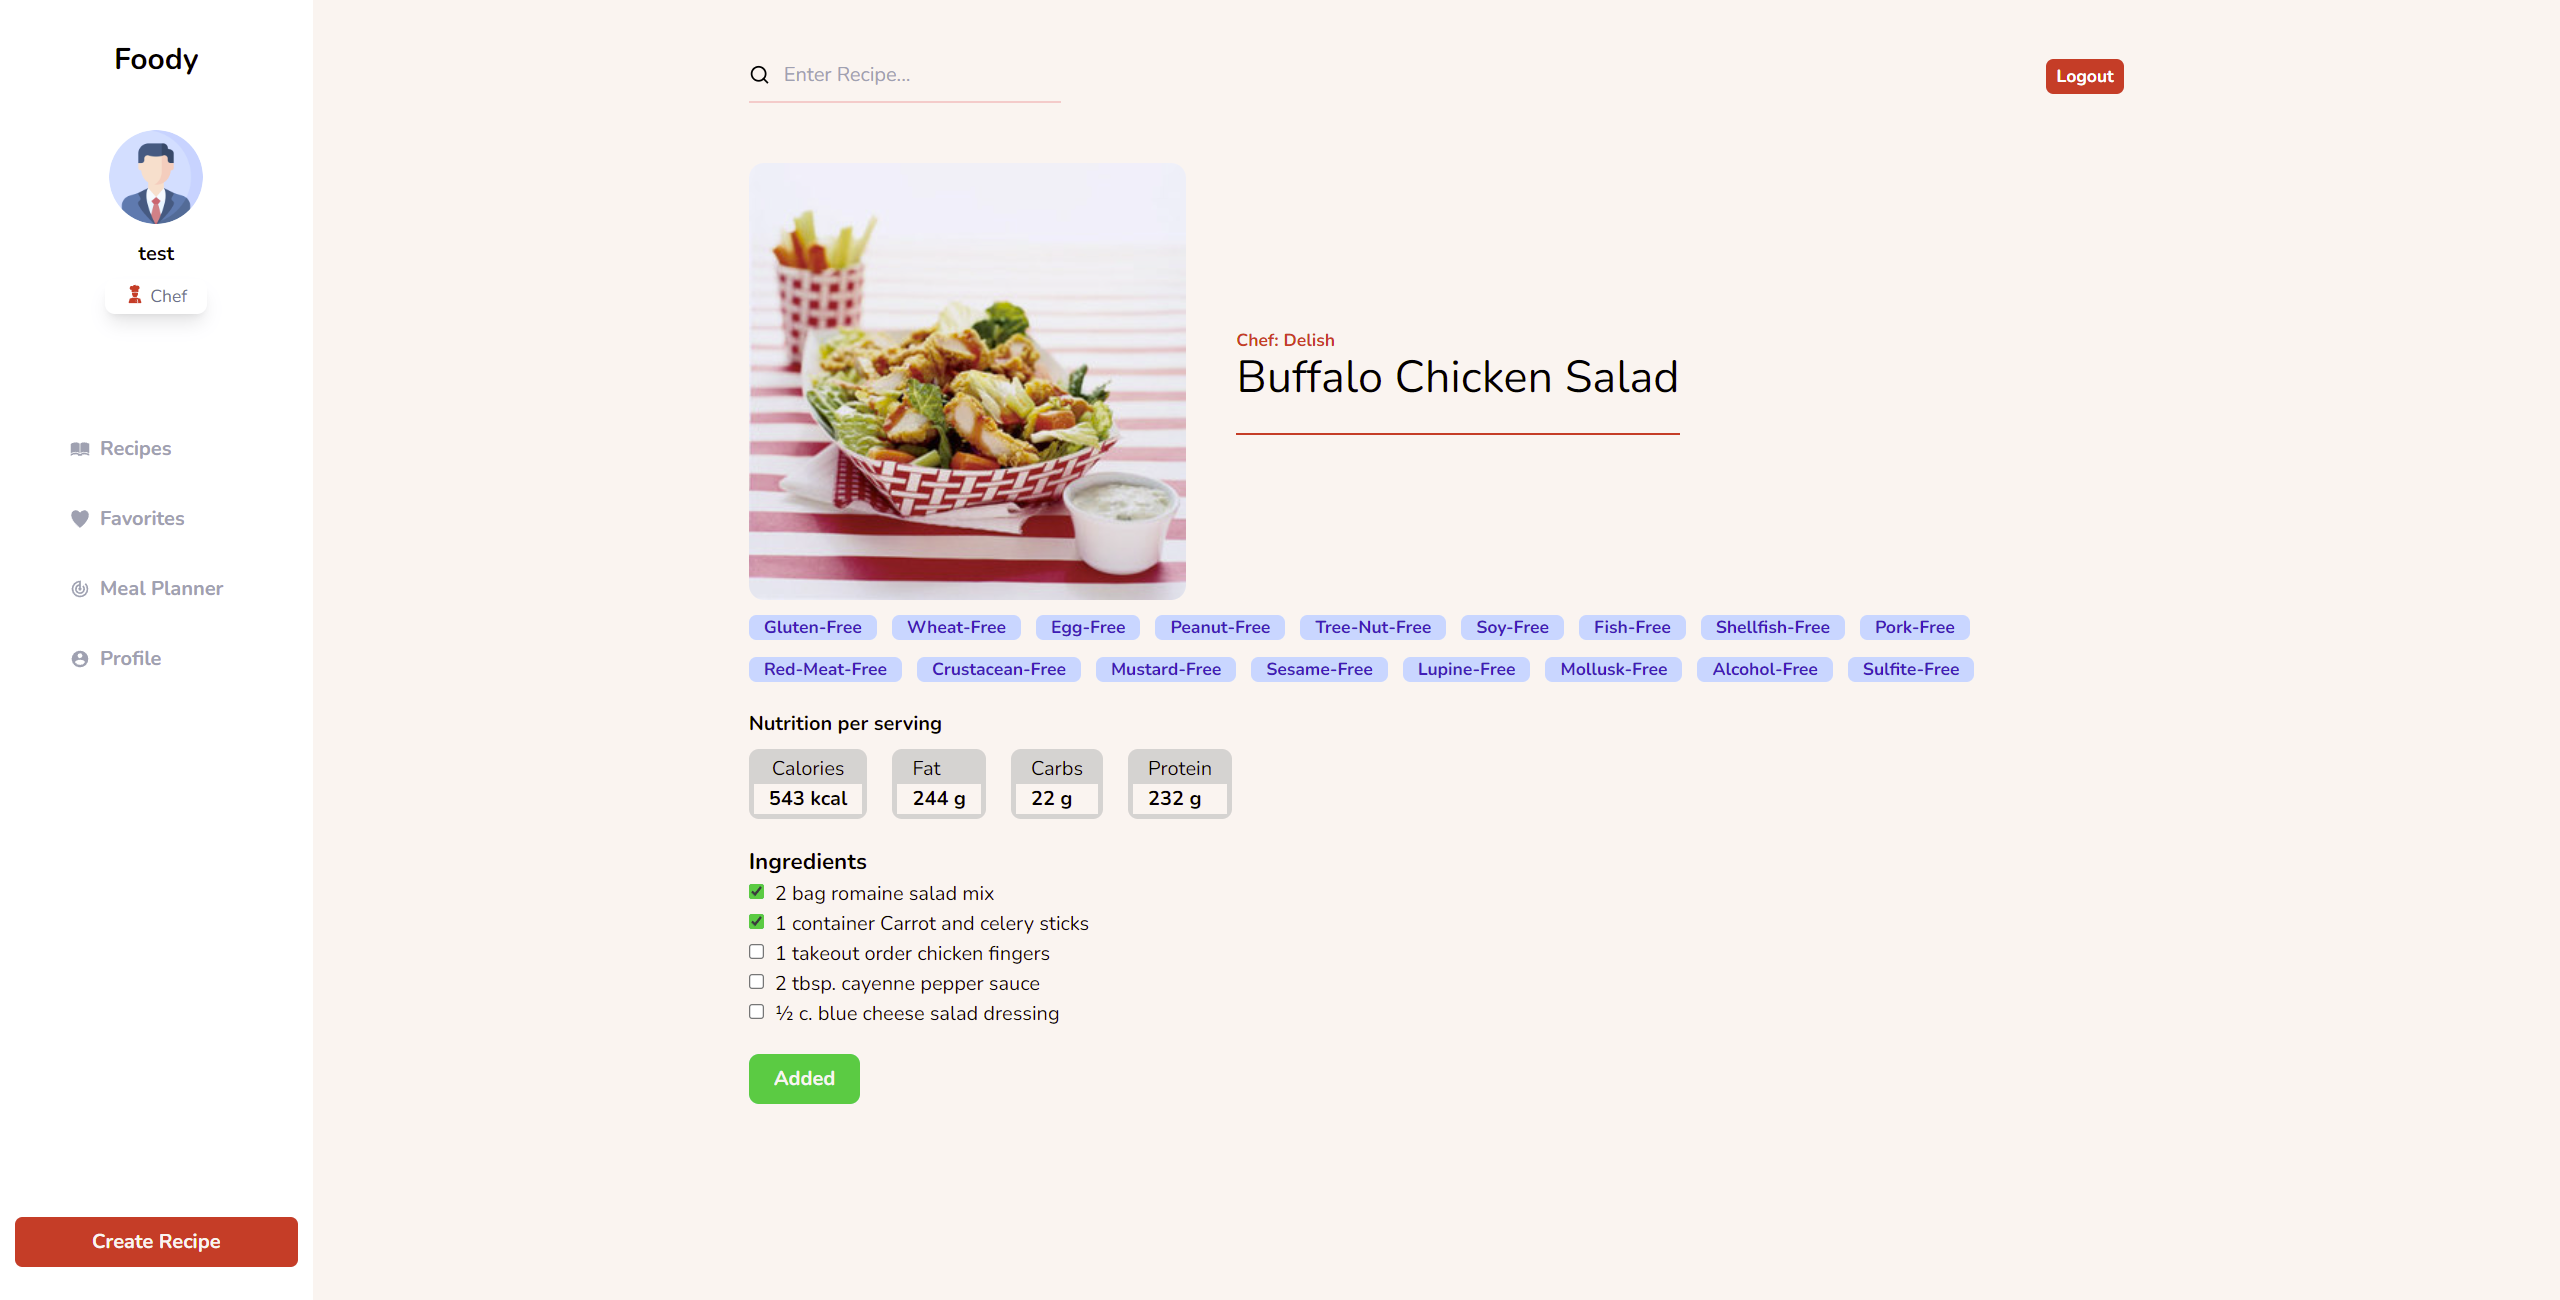 Foody
test
Chef
Recipes
Favorites
Meal Planner
Profile
Create Recipe
Enter Recipe...
Logout
Chef: Delish
Buffalo Chicken Salad
Gluten-Free Wheat-Free Egg-Free Peanut-Free Tree-Nut-Free Soy-Free Fish-Free Shellfish-Free Pork-Free
Red-Meat-Free Crustacean-Free Mustard-Free Sesame-Free Lupine-Free Mollusk-Free Alcohol-Free Sulfite-Free
Nutrition per serving
Calories Fat Carbs Protein
543 kcal 244 g 22 g 232 g
Ingredients
2 bag romaine salad mix
1 container Carrot and celery sticks
1 takeout order chicken fingers
2 tbsp. cayenne pepper sauce
½ c. blue cheese salad dressing
Added